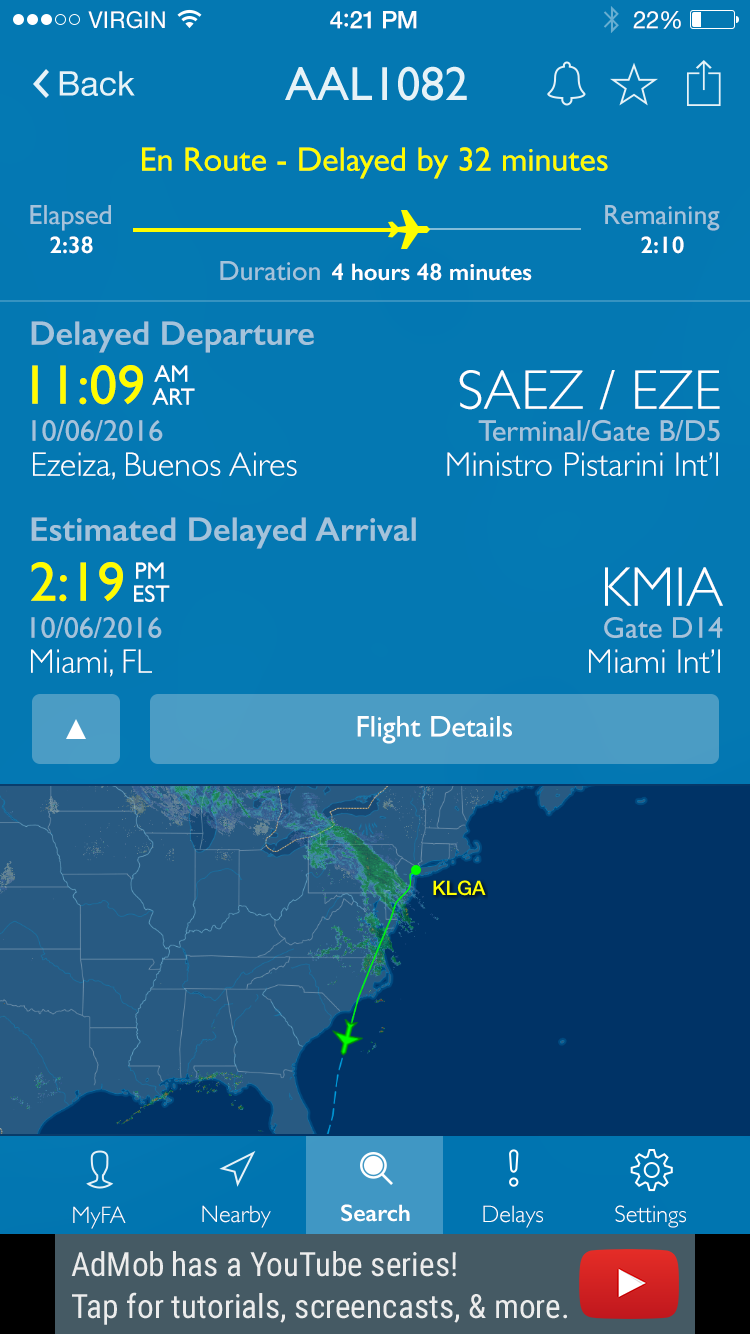 VIRGIN 4:21 PM 22%
Back AAL1082
En Route - Delayed by 32 minutes
Elapsed Remaining
2:38 2:10
Duration 4 hours 48 minutes
Delayed Departure
11:09 AM ART SAEZ / EZE
10/06/2016 Terminal/Gate B/D5
Ezeiza, Buenos Aires Ministro Pistarini Int'l
Estimated Delayed Arrival
2:19 PM EST KMIA
10/06/2016 Gate D14
Miami, FL Miami Int'l
Flight Details
KLGA
MyFA Nearby Search Delays Settings
AdMob has a YouTube series!
Tap for tutorials, screencasts, & more.